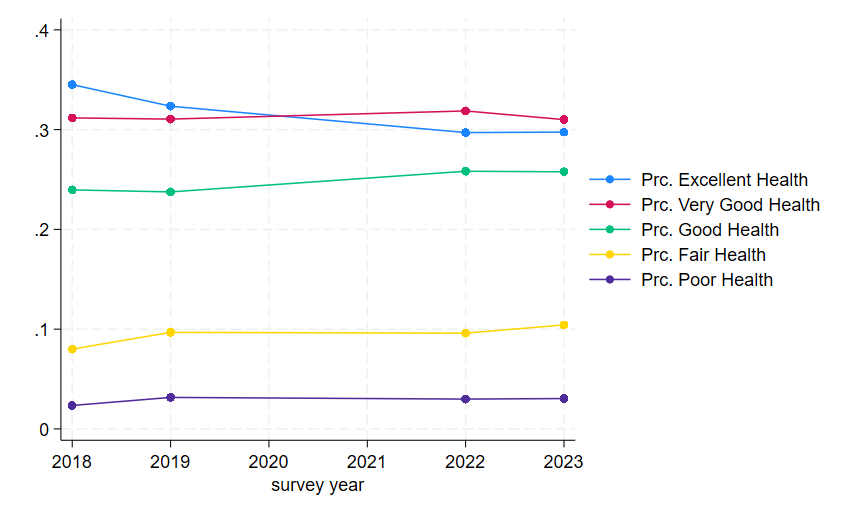 .4
.3
.2
.1
0
2018 2019 2020 2021 2022 2023
survey year
Prc. Excellent Health
Prc. Very Good Health
Prc. Good Health
Prc. Fair Health
Prc. Poor Health